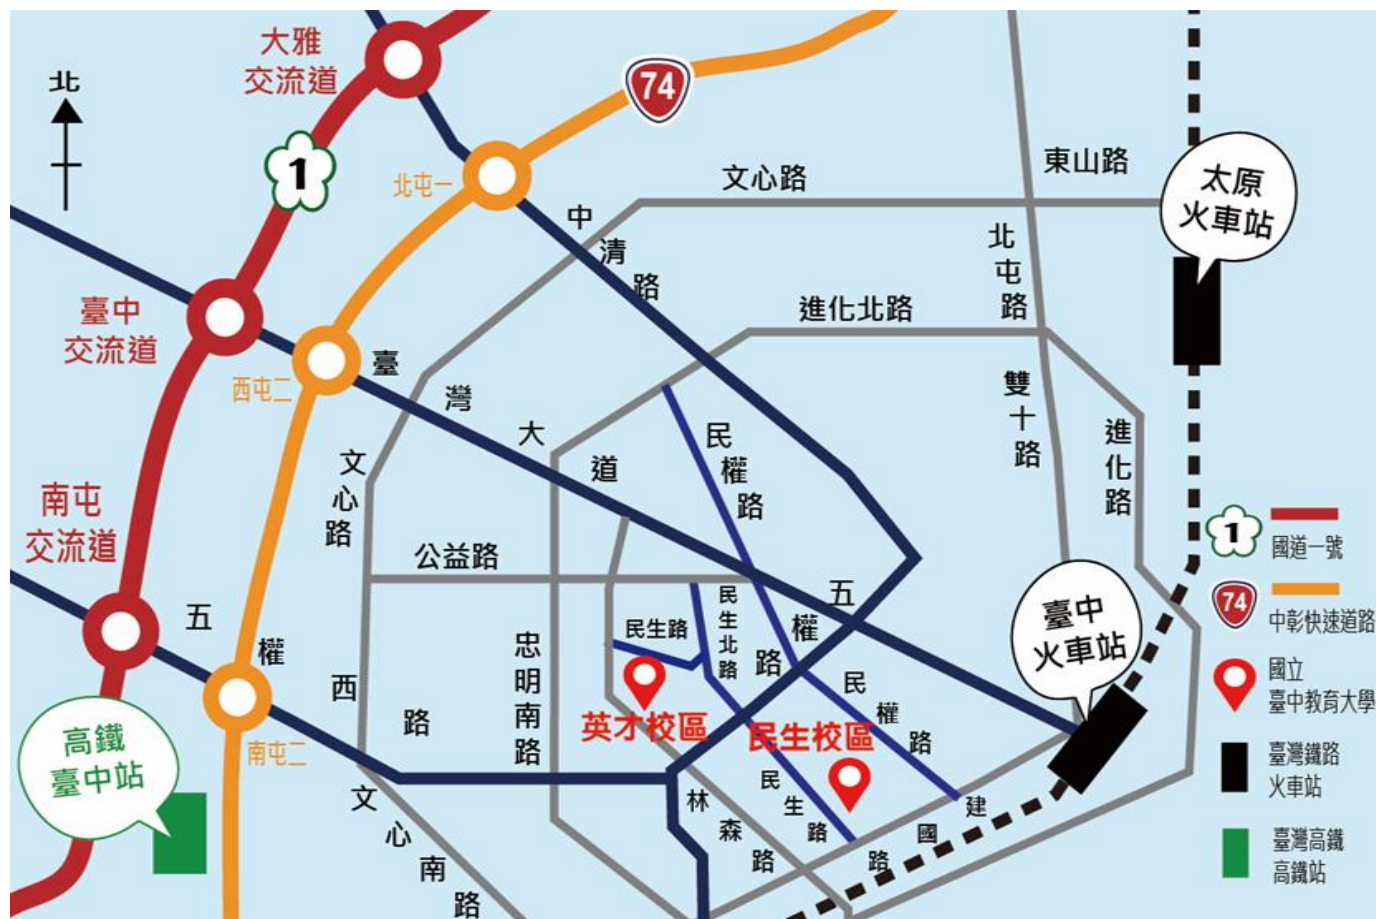 大雅
交流道
北
74
1
北屯一
文心路
東山路
太原
火車站
中清路
北屯路
臺中
交流道
進化北路
西屯二
臺灣大道
雙十路
民權路
進化路
文心路
南屯
交流道
公益路
1
國道一號
五權西路
五權路
民生北路
民生路
忠明南路
臺中
火車站
74
中彰快速道路
英才校區
民生校區
民權路
國立
臺中教育大學
高鐵
臺中站
南屯二
文心南路
林森路
民生路
建國路
臺灣鐵路
火車站
臺灣高鐵
高鐵站